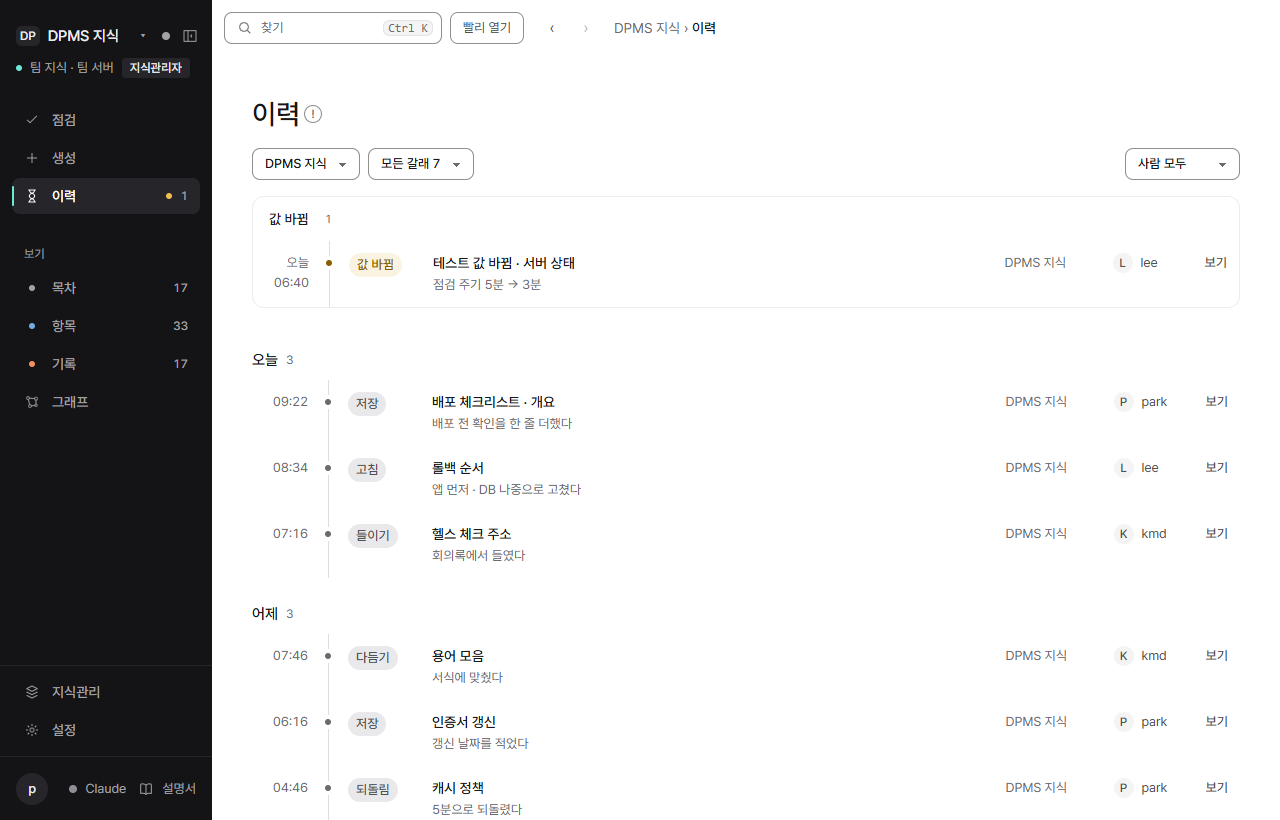 DP DPMS 지식
팀 지식 · 팀 서버 지식관리자
점검
생성
이력 1
보기
목차 17
항목 33
기록 17
그래프
지식관리
설정
p Claude 설명서
찾기 Ctrl K 빨리 열기 ‹ › DPMS 지식 › 이력
이력 !
DPMS 지식 모든 갈래 7 사람 모두
값 바뀜 1
오늘 06:40 값 바뀜 테스트 값 바뀜 · 서버 상태 DPMS 지식 L lee 보기
점검 주기 5분 → 3분
오늘 3
09:22 저장 배포 체크리스트 · 개요 DPMS 지식 P park 보기
배포 전 확인을 한 줄 더했다
08:34 고침 롤백 순서 DPMS 지식 L lee 보기
앱 먼저 · DB 나중으로 고쳤다
07:16 들이기 헬스 체크 주소 DPMS 지식 K kmd 보기
회의록에서 들였다
어제 3
07:46 다듬기 용어 모음 DPMS 지식 K kmd 보기
서식에 맞췄다
06:16 저장 인증서 갱신 DPMS 지식 P park 보기
갱신 날짜를 적었다
04:46 되돌림 캐시 정책 DPMS 지식 P park 보기
5분으로 되돌렸다